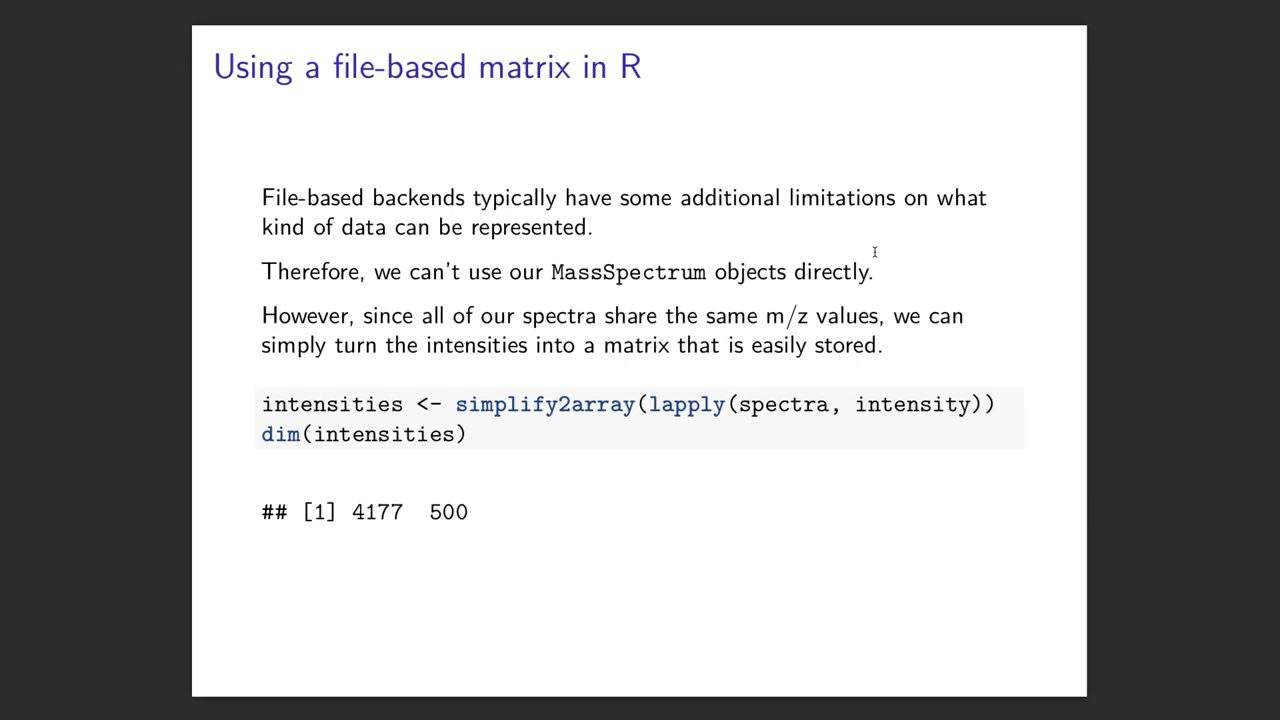 Using a file-based matrix in R
File-based backends typically have some additional limitations on what
kind of data can be represented.
Therefore, we can't use our MassSpectrum objects directly.
However, since all of our spectra share the same m/z values, we can
simply turn the intensities into a matrix that is easily stored.
intensities <- simplify2array(lapply(spectra, intensity))
dim(intensities)
## [1] 4177  500